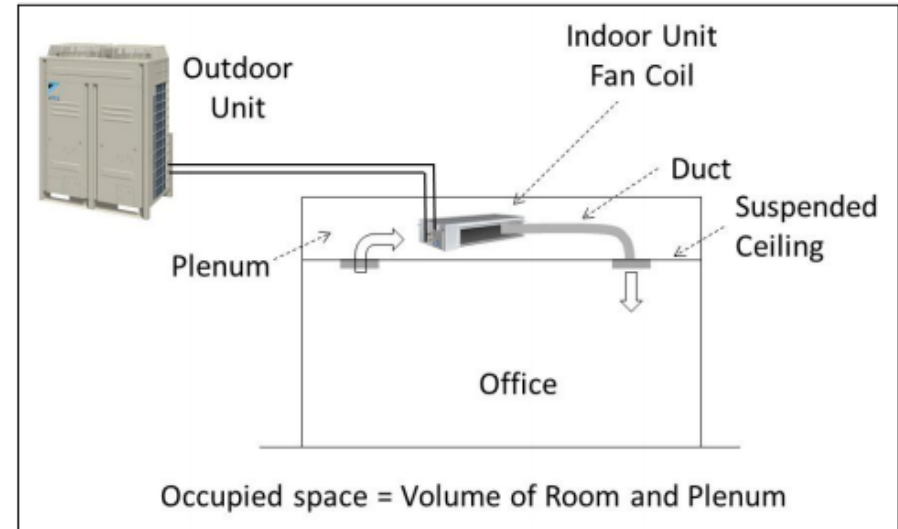 Outdoor
Unit
Indoor Unit
Fan Coil
Duct
Suspended
Ceiling
Plenum
Office
Occupied space = Volume of Room and Plenum